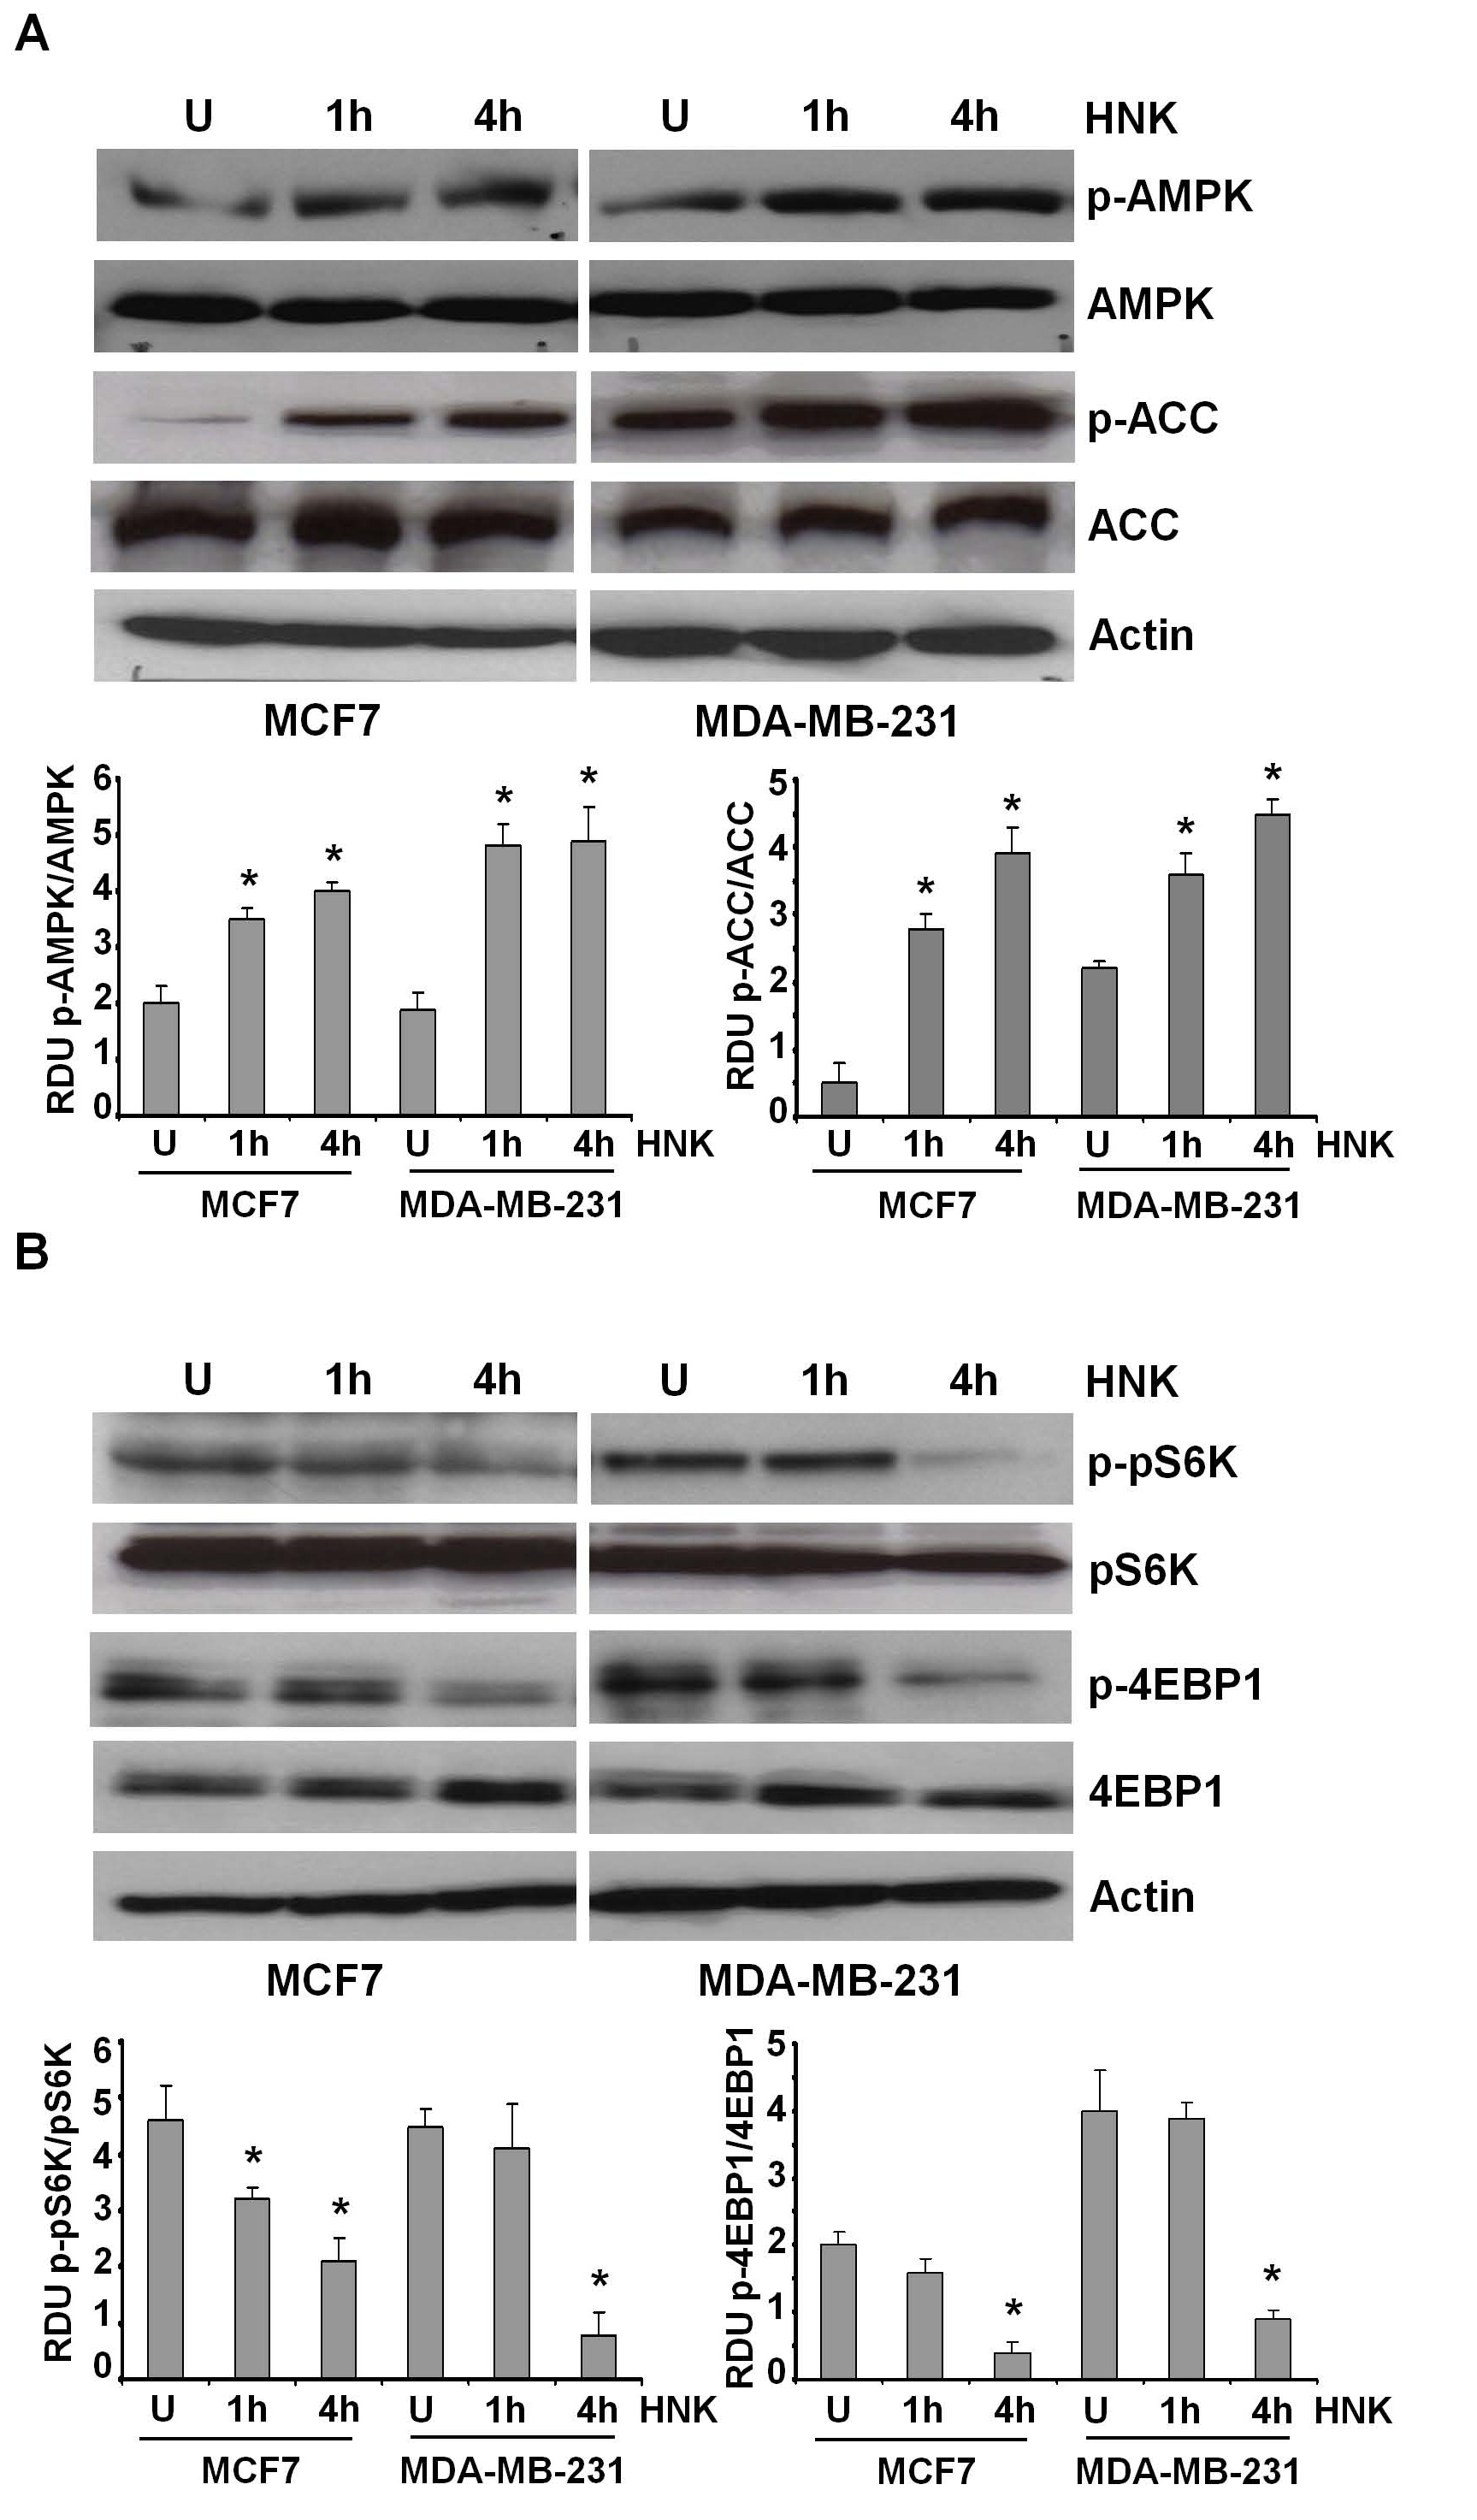 A
U 1h 4h U 1h 4h HNK
p-AMPK
AMPK
p-ACC
ACC
Actin
MCF7 MDA-MB-231
RDU p-AMPK/AMPK
6
5
4
3
2
1
0
U 1h 4h U 1h 4h HNK
MCF7 MDA-MB-231
* * * *
RDU p-ACC/ACC
5
4
3
2
1
0
U 1h 4h U 1h 4h HNK
MCF7 MDA-MB-231
* * * *
B
U 1h 4h U 1h 4h HNK
p-pS6K
pS6K
p-4EBP1
4EBP1
Actin
MCF7 MDA-MB-231
RDU p-pS6K/pS6K
6
5
4
3
2
1
0
U 1h 4h U 1h 4h HNK
MCF7 MDA-MB-231
* * *
RDU p-4EBP1/4EBP1
5
4
3
2
1
0
U 1h 4h U 1h 4h HNK
MCF7 MDA-MB-231
* *